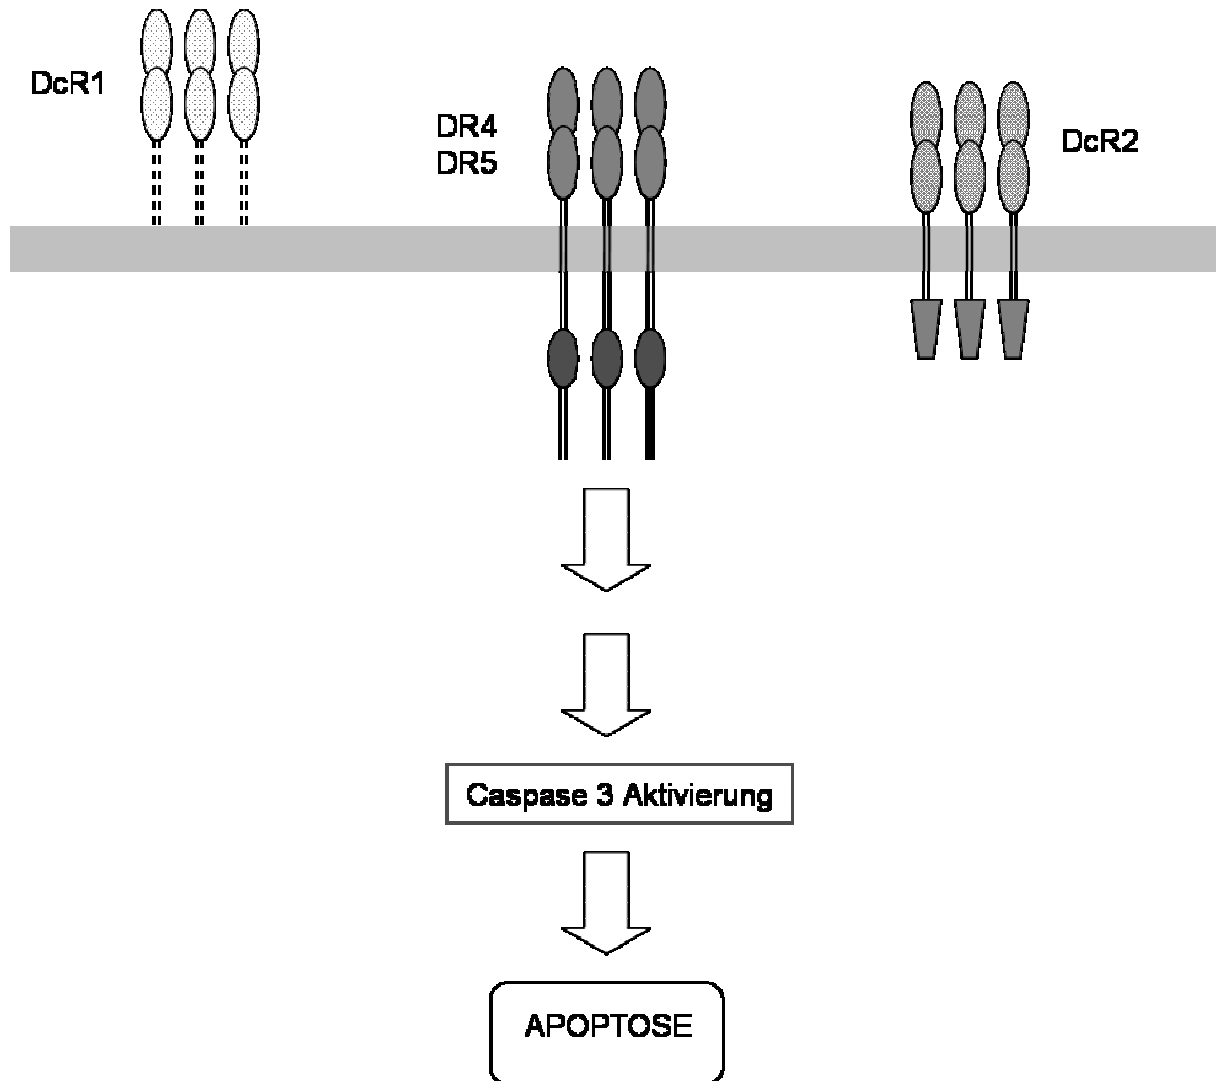 DcR1
DR4
DR5
DcR2
Caspase 3 Aktivierung
APOPTOSE